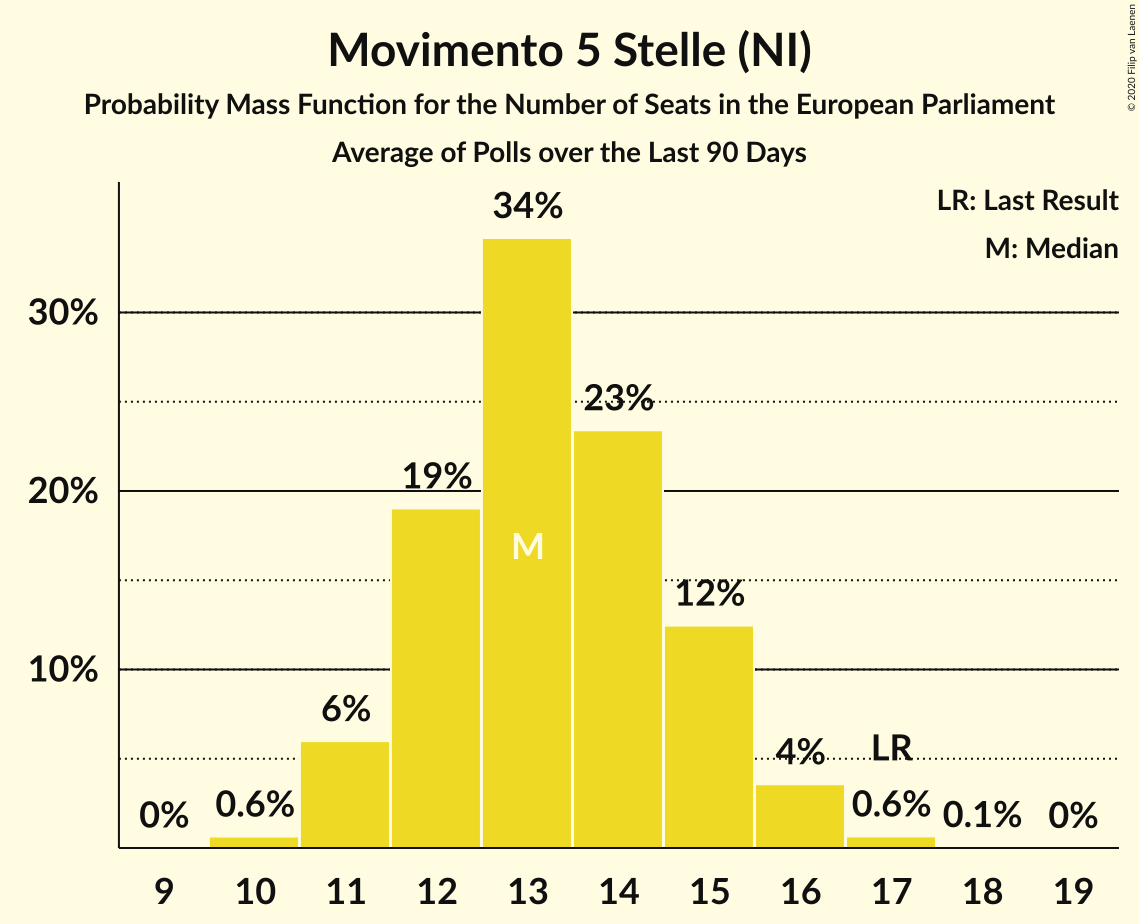 Movimento 5 Stelle (NI)
Probability Mass Function for the Number of Seats in the European Parliament
Average of Polls over the Last 90 Days
© 2020 Filip van Laenen
LR: Last Result
M: Median
34%
30%
23%
19%
20%
M
12%
10%
6%
4%
LR
0%
0.6%
0.6%
0.1%
0%
9 10 11 12 13 14 15 16 17 18 19